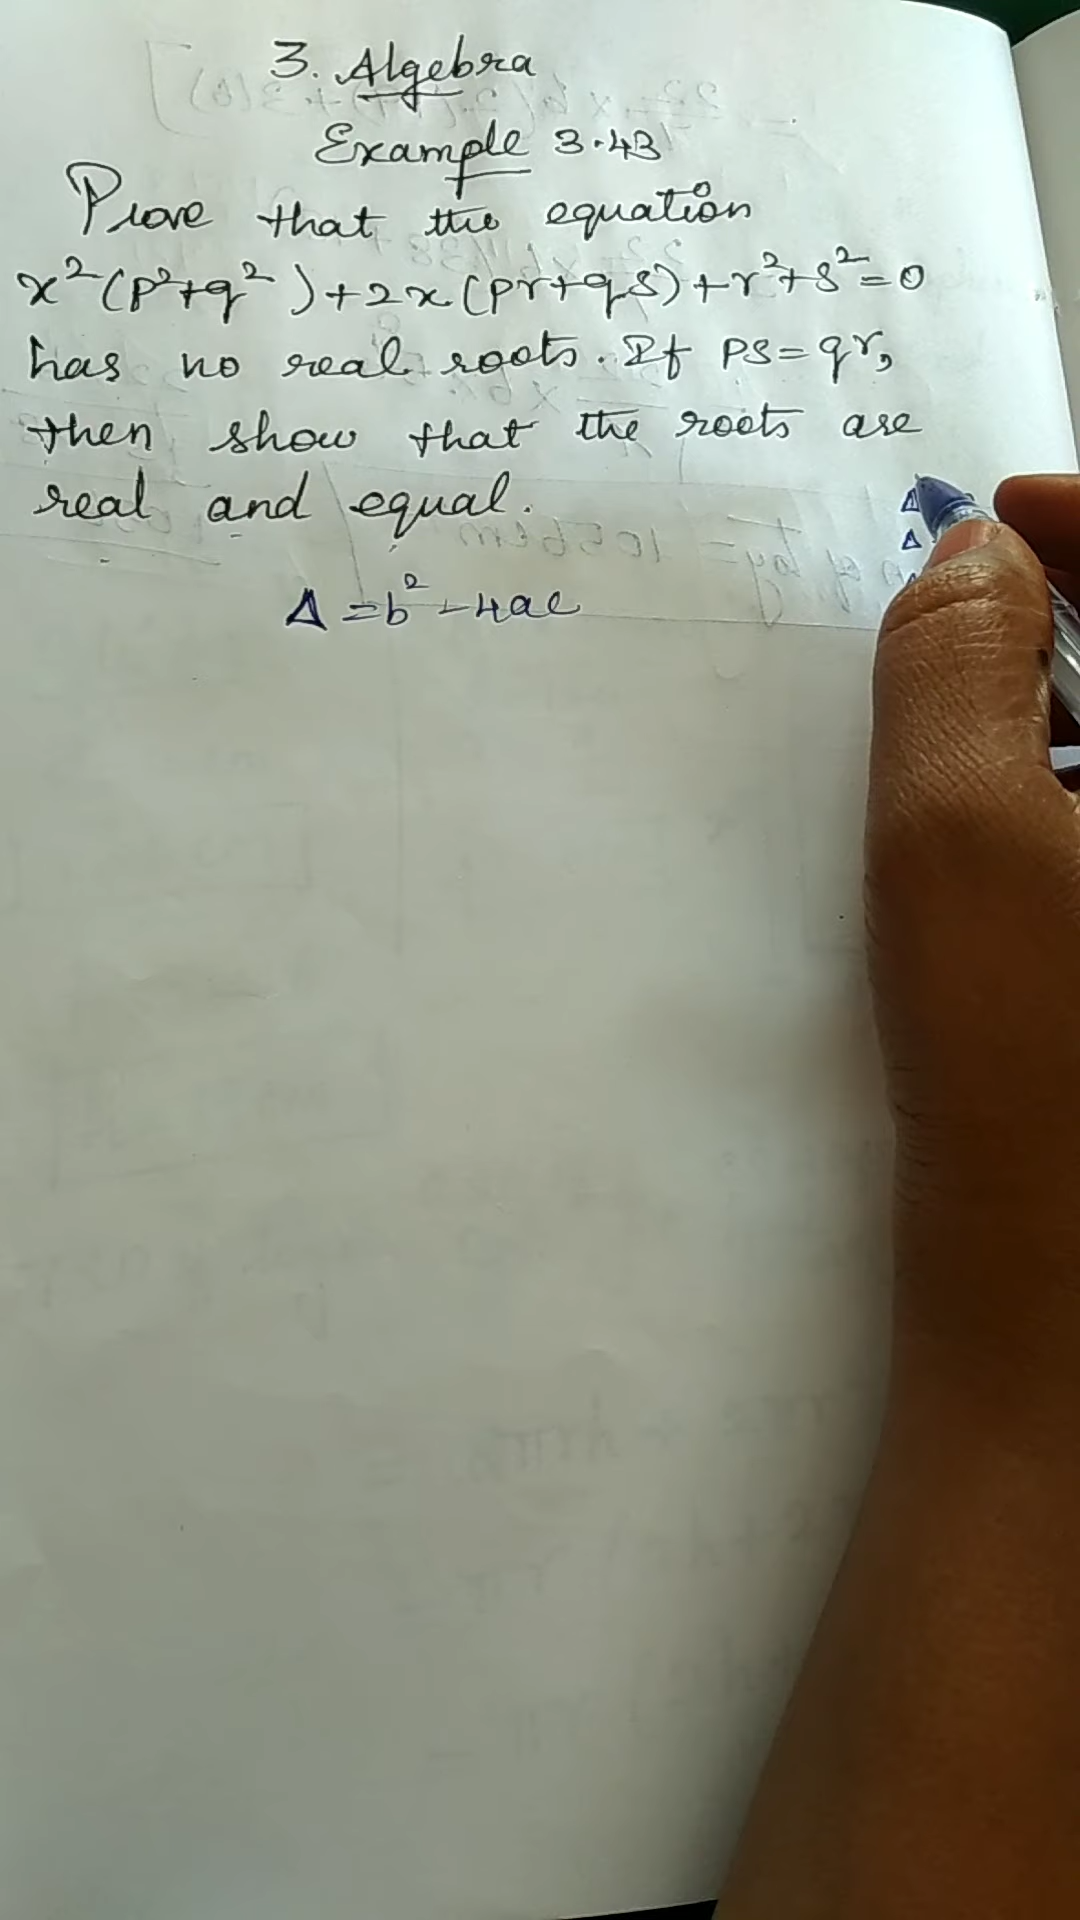 3. Algebra
Example 3.43
Prove that the equation
x²(p²+q²)+2x(pr+qs)+r²+s²=0
has no real roots. If ps=qr,
then show that the roots are
real and equal.
Δ
Δ
Δ=b²-4ac